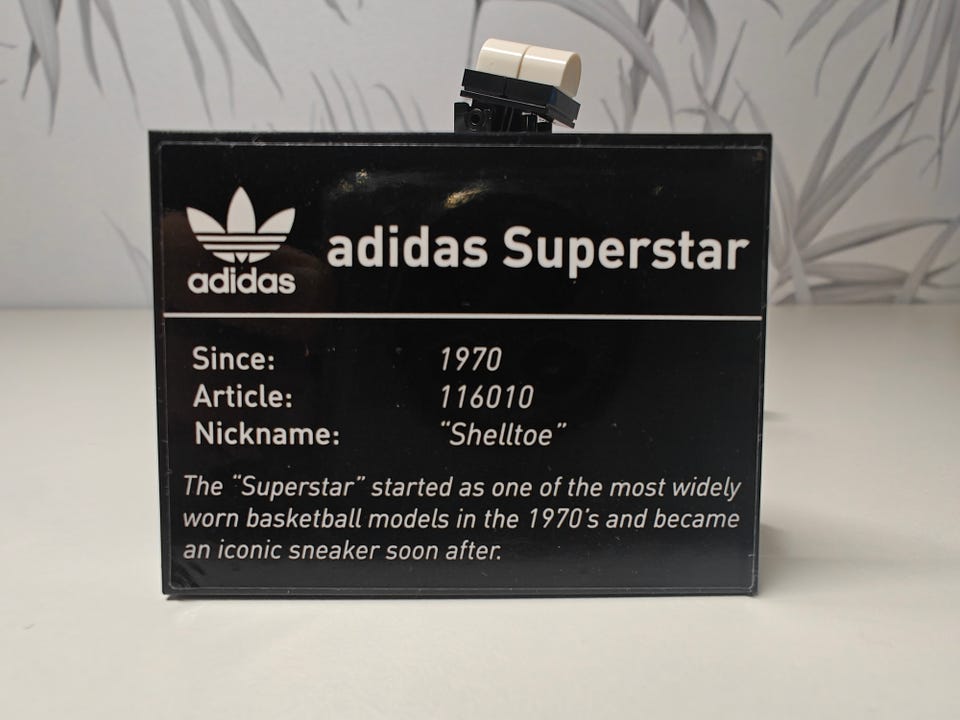 adidas
adidas Superstar
Since: 1970
Article: 116010
Nickname: "Shelltoe"
The "Superstar" started as one of the most widely
worn basketball models in the 1970's and became
an iconic sneaker soon after.